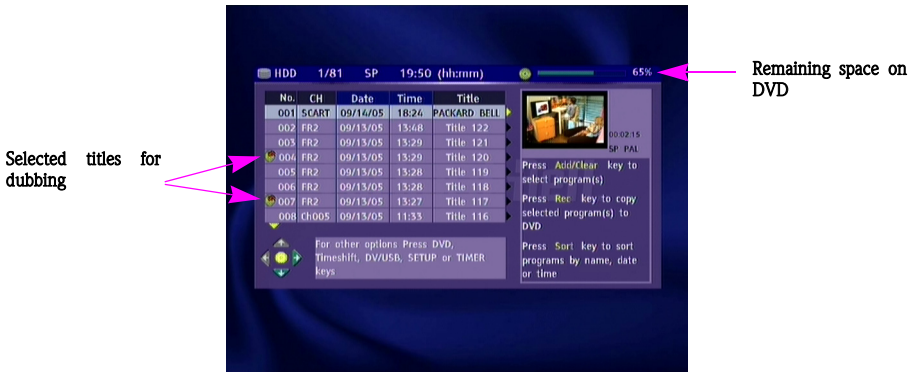 HDD 1/81 SP 19:50 (hh:mm) 65%
Remaining space on
DVD
No. CH Date Time Title
001 SCART 09/14/05 18:24 PACKARD BELL
002 FR2 09/13/05 13:48 Title 122
003 FR2 09/13/05 13:29 Title 121
004 FR2 09/13/05 13:29 Title 120
005 FR2 09/13/05 13:28 Title 119
006 FR2 09/13/05 13:28 Title 118
007 FR2 09/13/05 13:27 Title 117
008 Ch005 09/13/05 11:33 Title 116
Selected titles for
dubbing
00:02:15
SP PAL
Press Add/Clear key to
select program(s)
Press Rec key to copy
selected program(s) to
DVD
Press Sort key to sort
programs by name, date
or time
For other options Press DVD,
Timeshift, DV/USB, SETUP or TIMER
keys